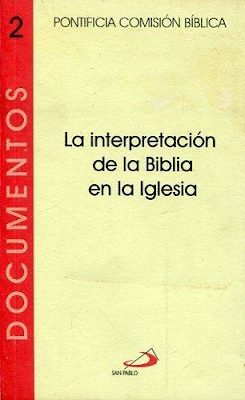 2
PONTIFICIA COMISIÓN BÍBLICA
DOCUMENTOS
La interpretación
de la Biblia
en la Iglesia
SAN PABLO